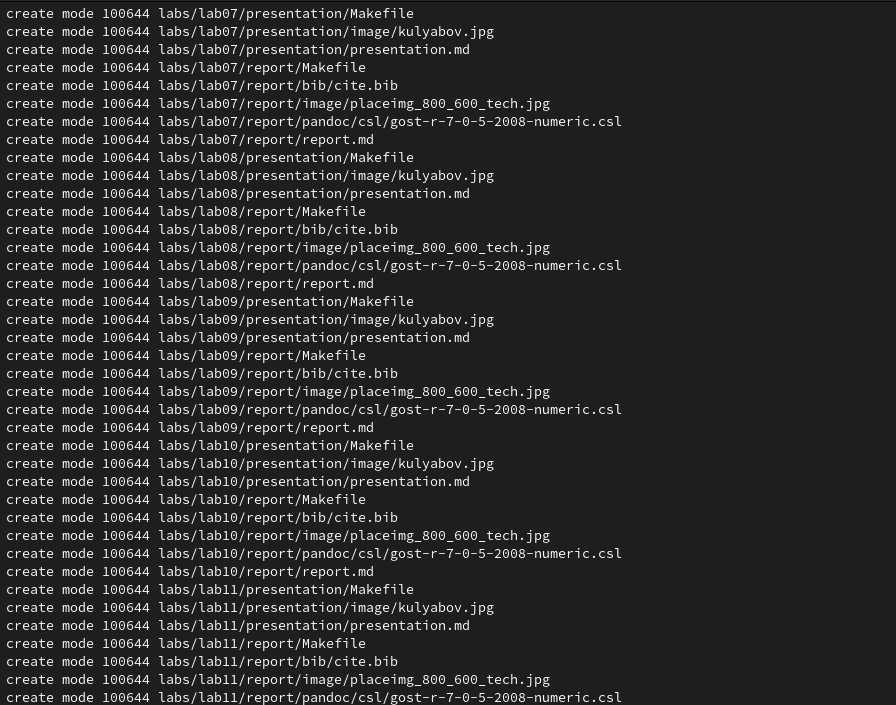 create mode 100644 labs/lab07/presentation/Makefile
create mode 100644 labs/lab07/presentation/image/kulyabov.jpg
create mode 100644 labs/lab07/presentation/presentation.md
create mode 100644 labs/lab07/report/Makefile
create mode 100644 labs/lab07/report/bib/cite.bib
create mode 100644 labs/lab07/report/image/placeimg_800_600_tech.jpg
create mode 100644 labs/lab07/report/pandoc/csl/gost-r-7-0-5-2008-numeric.csl
create mode 100644 labs/lab07/report/report.md
create mode 100644 labs/lab08/presentation/Makefile
create mode 100644 labs/lab08/presentation/image/kulyabov.jpg
create mode 100644 labs/lab08/presentation/presentation.md
create mode 100644 labs/lab08/report/Makefile
create mode 100644 labs/lab08/report/bib/cite.bib
create mode 100644 labs/lab08/report/image/placeimg_800_600_tech.jpg
create mode 100644 labs/lab08/report/pandoc/csl/gost-r-7-0-5-2008-numeric.csl
create mode 100644 labs/lab08/report/report.md
create mode 100644 labs/lab09/presentation/Makefile
create mode 100644 labs/lab09/presentation/image/kulyabov.jpg
create mode 100644 labs/lab09/presentation/presentation.md
create mode 100644 labs/lab09/report/Makefile
create mode 100644 labs/lab09/report/bib/cite.bib
create mode 100644 labs/lab09/report/image/placeimg_800_600_tech.jpg
create mode 100644 labs/lab09/report/pandoc/csl/gost-r-7-0-5-2008-numeric.csl
create mode 100644 labs/lab09/report/report.md
create mode 100644 labs/lab10/presentation/Makefile
create mode 100644 labs/lab10/presentation/image/kulyabov.jpg
create mode 100644 labs/lab10/presentation/presentation.md
create mode 100644 labs/lab10/report/Makefile
create mode 100644 labs/lab10/report/bib/cite.bib
create mode 100644 labs/lab10/report/image/placeimg_800_600_tech.jpg
create mode 100644 labs/lab10/report/pandoc/csl/gost-r-7-0-5-2008-numeric.csl
create mode 100644 labs/lab10/report/report.md
create mode 100644 labs/lab11/presentation/Makefile
create mode 100644 labs/lab11/presentation/image/kulyabov.jpg
create mode 100644 labs/lab11/presentation/presentation.md
create mode 100644 labs/lab11/report/Makefile
create mode 100644 labs/lab11/report/bib/cite.bib
create mode 100644 labs/lab11/report/image/placeimg_800_600_tech.jpg
create mode 100644 labs/lab11/report/pandoc/csl/gost-r-7-0-5-2008-numeric.csl